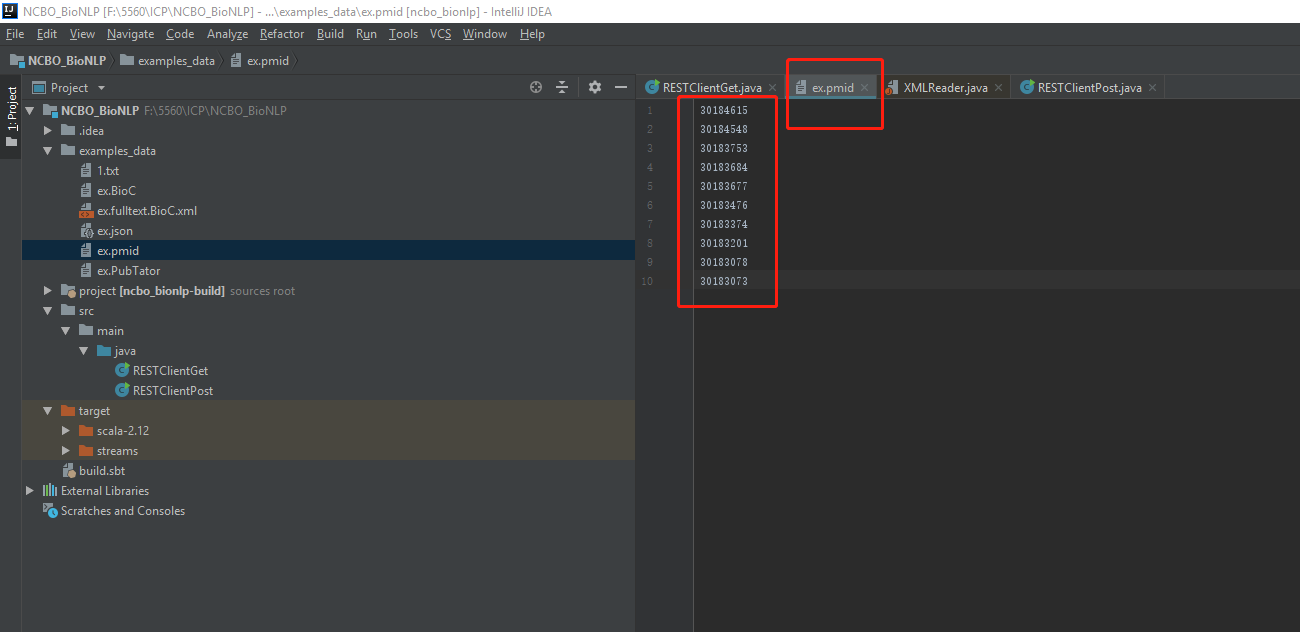 NCBO_BioNLP [F:\5560\ICP\NCBO_BioNLP] - ...\examples_data\ex.pmid [ncbo_bionlp] - IntelliJ IDEA
File Edit View Navigate Code Analyze Refactor Build Run Tools VCS Window Help
NCBO_BioNLP examples_data ex.pmid
1: Project
Project
NCBO_BioNLP F:\5560\ICP\NCBO_BioNLP
.idea
examples_data
1.txt
ex.BioC
ex.fulltext.BioC.xml
ex.json
ex.pmid
ex.PubTator
project [ncbo_bionlp-build] sources root
src
main
java
RESTClientGet
RESTClientPost
target
scala-2.12
streams
build.sbt
External Libraries
Scratches and Consoles
RESTClientGet.java ex.pmid XMLReader.java RESTClientPost.java
1 30184615
2 30184548
3 30183753
4 30183684
5 30183677
6 30183476
7 30183374
8 30183201
9 30183078
10 30183073